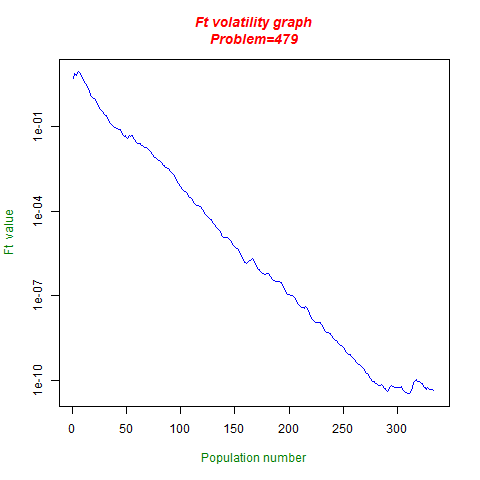 Ft volatility graph
Problem=479
Ft value
1e-01
1e-04
1e-07
1e-10
0 50 100 150 200 250 300
Population number